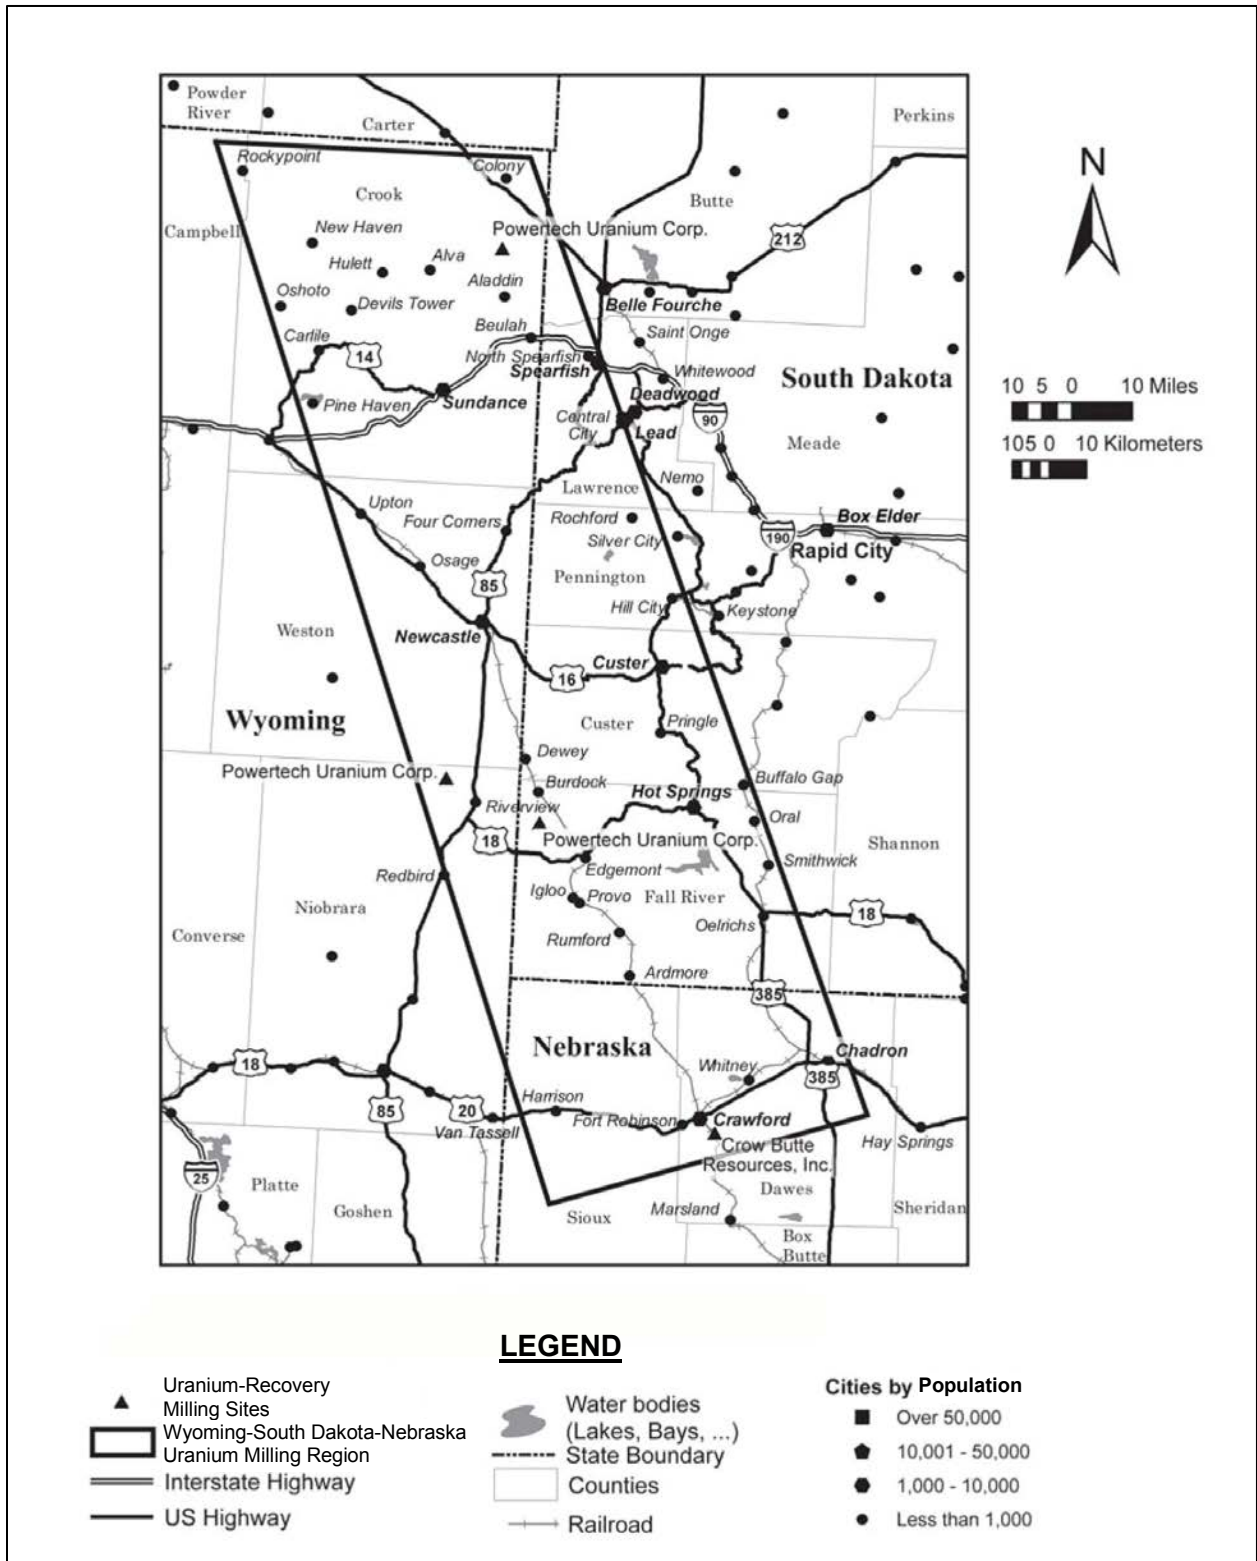 Powder
River
Carter
Perkins
Rockypoint
Colony
Crook
Butte
N
Campbell
New Haven
Powertech Uranium Corp.
212
Hulett
Alva
Aladdin
Oshoto
Devils Tower
Belle Fourche
Beulah
Saint Onge
Carlile
14
North Spearfish
Spearfish
Whitewood
South Dakota
10 5 0 10 Miles
Pine Haven
Sundance
Deadwood
Central
City
Lead
90
Meade
105 0 10 Kilometers
Nemo
Lawrence
Upton
Four Corners
Rochford
Box Elder
Silver City
190
Rapid City
Osage
85
Pennington
Hill City
Keystone
Weston
Newcastle
Custer
16
Wyoming
Custer
Pringle
Dewey
Powertech Uranium Corp.
Burdock
Buffalo Gap
Hot Springs
Riverview
Oral
18
Powertech Uranium Corp.
Shannon
Edgemont
Smithwick
Redbird
Igloo
Provo
Fall River
Niobrara
18
Oelrichs
Converse
Rumford
Ardmore
385
Nebraska
Chadron
18
Whitney
385
Harrison
85
20
Fort Robinson
Crawford
Van Tassell
Crow Butte
Resources, Inc.
Hay Springs
25
Platte
Dawes
Goshen
Sioux
Marsland
Sheridan
Box
Butte
LEGEND
Uranium-Recovery
Milling Sites
Wyoming-South Dakota-Nebraska
Uranium Milling Region
Interstate Highway
US Highway
Water bodies
(Lakes, Bays, ...)
State Boundary
Counties
Railroad
Cities by Population
Over 50,000
10,001 - 50,000
1,000 - 10,000
Less than 1,000